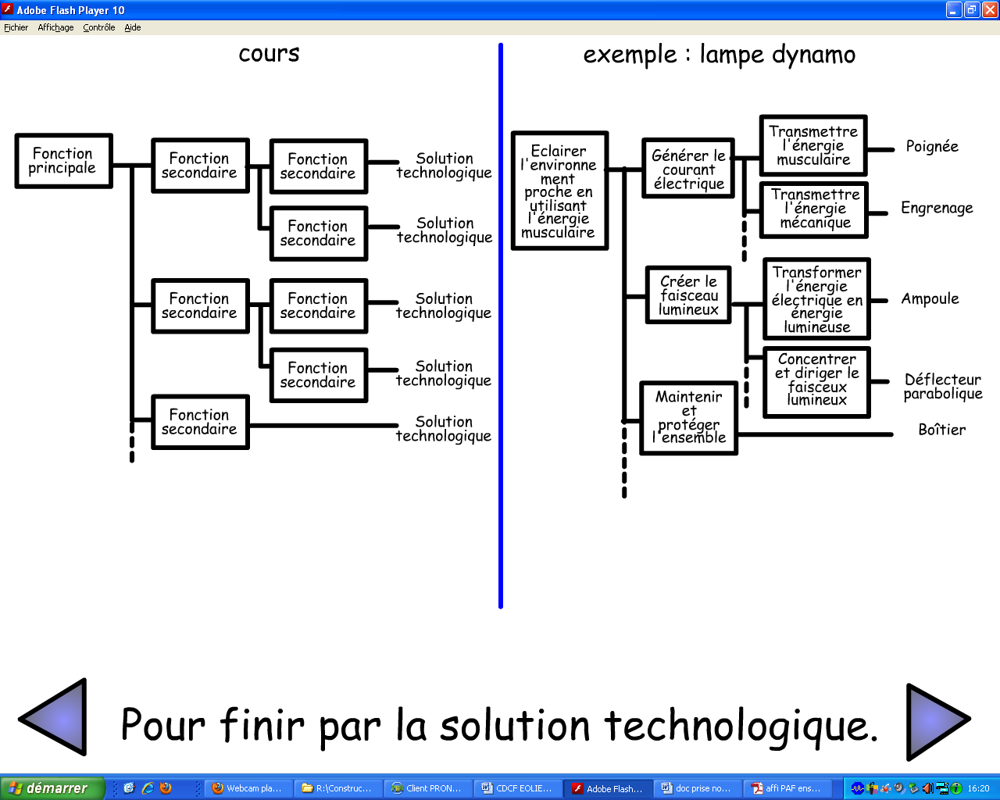 Adobe Flash Player 10
Fichier Affichage Contrôle Aide
cours
Fonction
principale
Fonction
secondaire
Fonction
secondaire
Solution
technologique
Fonction
secondaire
Solution
technologique
Fonction
secondaire
Fonction
secondaire
Solution
technologique
Fonction
secondaire
Solution
technologique
Fonction
secondaire
Solution
technologique
exemple : lampe dynamo
Eclairer
l'environne
ment
proche en
utilisant
l'énergie
musculaire
Générer le
courant
électrique
Transmettre
l'énergie
musculaire
Poignée
Transmettre
l'énergie
mécanique
Engrenage
Créer le
faisceau
lumineux
Transformer
l'énergie
électrique en
énergie
lumineuse
Ampoule
Concentrer
et diriger le
faisceux
lumineux
Déflecteur
parabolique
Maintenir
et
protéger
l'ensemble
Boîtier
Pour finir par la solution technologique.
démarrer
Webcam pla...
R:\Construc...
Client PRON...
CDCF EOLIE...
Adobe Flash...
doc prise no...
affi PAF ens...
16:20